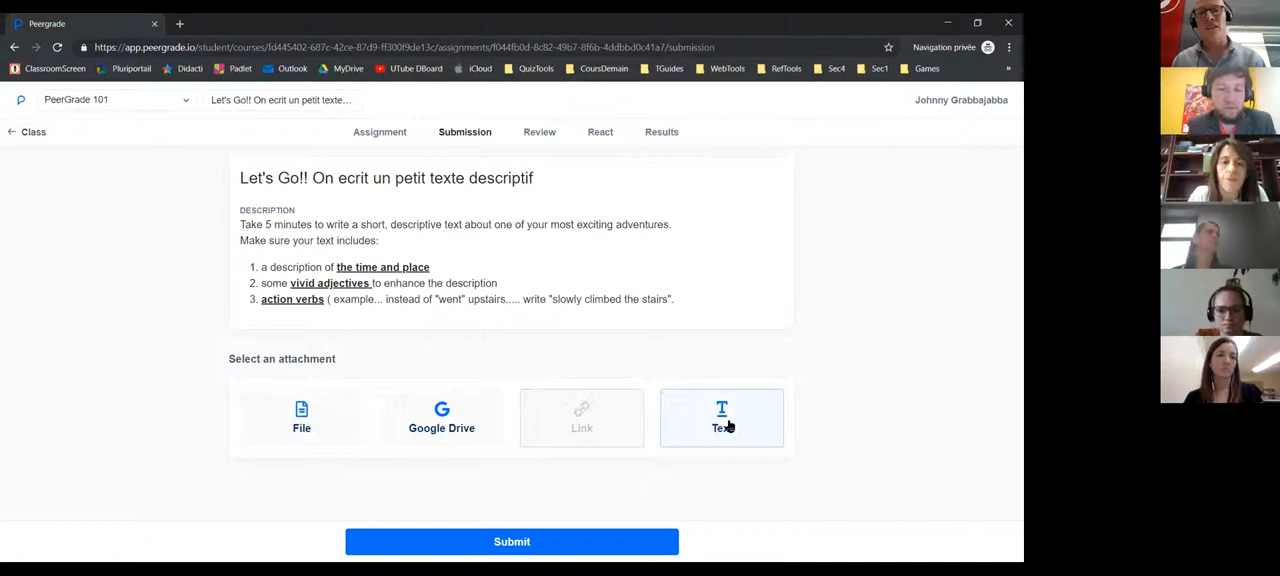 Peergrade
https://app.peergrade.io/student/courses/fd445402-687c-42ce-87d9-ff300f9de13c/assignments/f044fb0d-8c82-49b7-8f6b-4ddbbd0c41a7/submission
Navigation privée
ClassroomScreen Pluriportail Didacti Padlet Outlook MyDrive UTube DBoard iCloud QuizTools CoursDemain TGuides WebTools RefTools Sec4 Sec1 Games »
PeerGrade 101 Let's Go!! On ecrit un petit texte... Johnny Grabbajabba
Class Assignment Submission Review React Results
Let's Go!! On ecrit un petit texte descriptif
DESCRIPTION
Take 5 minutes to write a short, descriptive text about one of your most exciting adventures.
Make sure your text includes:
1. a description of the time and place
2. some vivid adjectives to enhance the description
3. action verbs ( example... instead of "went" upstairs..... write "slowly climbed the stairs".
Select an attachment
File Google Drive Link Text
Submit